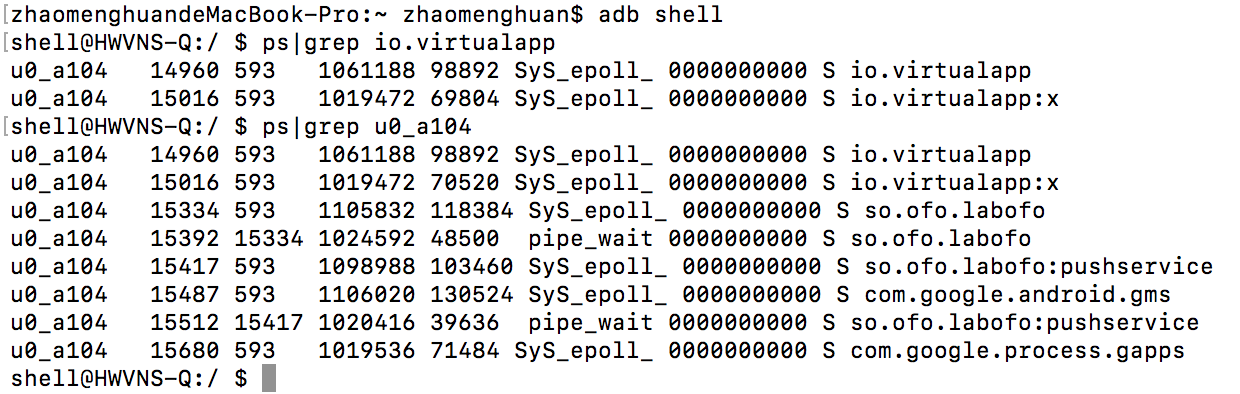 [zhaomenghuandeMacBook-Pro:~ zhaomenghuan$ adb shell
[shell@HWVNS-Q:/ $ ps|grep io.virtualapp
u0_a104   14960 593   1061188 98892 SyS_epoll_ 0000000000 S io.virtualapp
u0_a104   15016 593   1019472 69804 SyS_epoll_ 0000000000 S io.virtualapp:x
[shell@HWVNS-Q:/ $ ps|grep u0_a104
u0_a104   14960 593   1061188 98892 SyS_epoll_ 0000000000 S io.virtualapp
u0_a104   15016 593   1019472 70520 SyS_epoll_ 0000000000 S io.virtualapp:x
u0_a104   15334 593   1105832 118384 SyS_epoll_ 0000000000 S so.ofo.labofo
u0_a104   15392 15334 1024592 48500  pipe_wait 0000000000 S so.ofo.labofo
u0_a104   15417 593   1098988 103460 SyS_epoll_ 0000000000 S so.ofo.labofo:pushservice
u0_a104   15487 593   1106020 130524 SyS_epoll_ 0000000000 S com.google.android.gms
u0_a104   15512 15417 1020416 39636  pipe_wait 0000000000 S so.ofo.labofo:pushservice
u0_a104   15680 593   1019536 71484 SyS_epoll_ 0000000000 S com.google.process.gapps
shell@HWVNS-Q:/ $